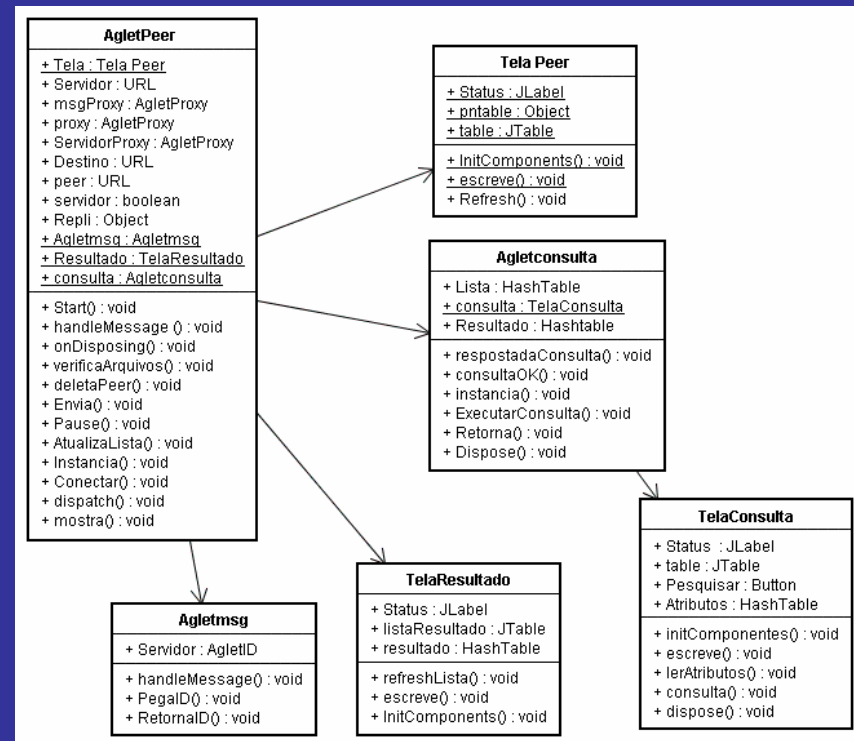 AgletPeer
+ Tela : Tela Peer
+ Servidor : URL
+ msgProxy : AgletProxy
+ proxy : AgletProxy
+ ServidorProxy : AgletProxy
+ Destino : URL
+ peer : URL
+ servidor : boolean
+ Repli : Object
+ Agletmsg : Agletmsg
+ Resultado : TelaResultado
+ consulta : Agletconsulta
+ Start() : void
+ handleMessage () : void
+ onDisposing() : void
+ verificaArquivos() : void
+ deletaPeer() : void
+ Envia() : void
+ Pause() : void
+ AtualizaLista() : void
+ Instancia() : void
+ Conectar() : void
+ dispatch() : void
+ mostra() : void
Tela Peer
+ Status : JLabel
+ pntable : Object
+ table : JTable
+ InitComponents() : void
+ escreve() : void
+ Refresh() : void
Agletconsulta
+ Lista : HashTable
+ consulta : TelaConsulta
+ Resultado : Hashtable
+ respostadaConsulta() : void
+ consultaOK() : void
+ instancia() : void
+ ExecutarConsulta() : void
+ Retorna() : void
+ Dispose() : void
TelaConsulta
+ Status : JLabel
+ table : JTable
+ Pesquisar : Button
+ Atributos : HashTable
+ initComponentes() : void
+ escreve() : void
+ lerAtributos() : void
+ consulta() : void
+ dispose() : void
TelaResultado
+ Status : JLabel
+ listaResultado : JTable
+ resultado : HashTable
+ refreshLista() : void
+ escreve() : void
+ InitComponents() : void
Agletmsg
+ Servidor : AgletID
+ handleMessage() : void
+ PegaID() : void
+ RetornaID() : void